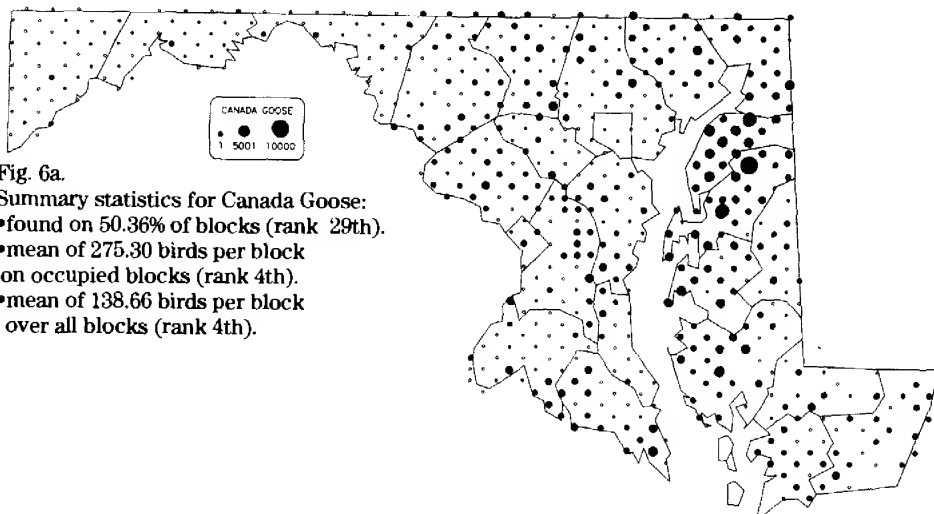 CANADA GOOSE
1 5001 10000
Fig. 6a.
Summary statistics for Canada Goose:
•found on 50.36% of blocks (rank 29th).
•mean of 275.30 birds per block
on occupied blocks (rank 4th).
•mean of 138.66 birds per block
over all blocks (rank 4th).